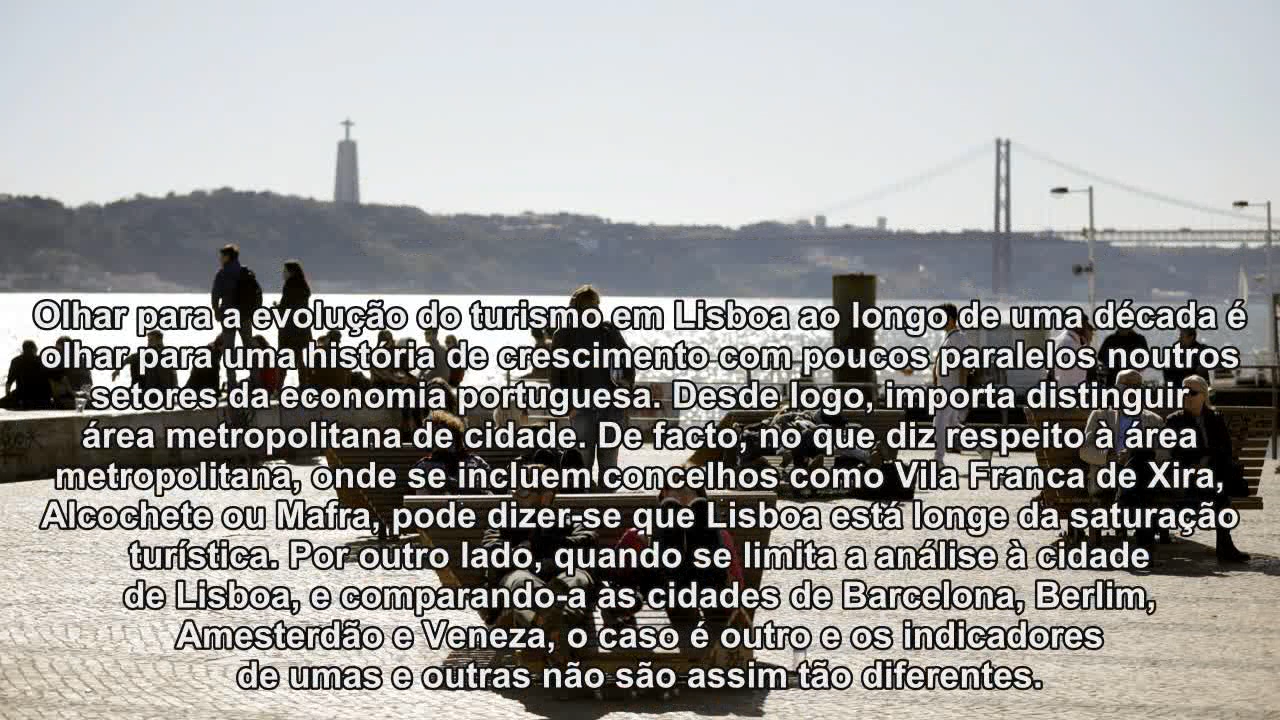 Olhar para a evolução do turismo em Lisboa ao longo de uma década é
olhar para uma história de crescimento com poucos paralelos noutros
setores da economia portuguesa. Desde logo, importa distinguir
área metropolitana de cidade. De facto, no que diz respeito à área
metropolitana, onde se incluem concelhos como Vila Franca de Xira,
Alcochete ou Mafra, pode dizer-se que Lisboa está longe da saturação
turística. Por outro lado, quando se limita a análise à cidade
de Lisboa, e comparando-a às cidades de Barcelona, Berlim,
Amesterdão e Veneza, o caso é outro e os indicadores
de umas e outras não são assim tão diferentes.